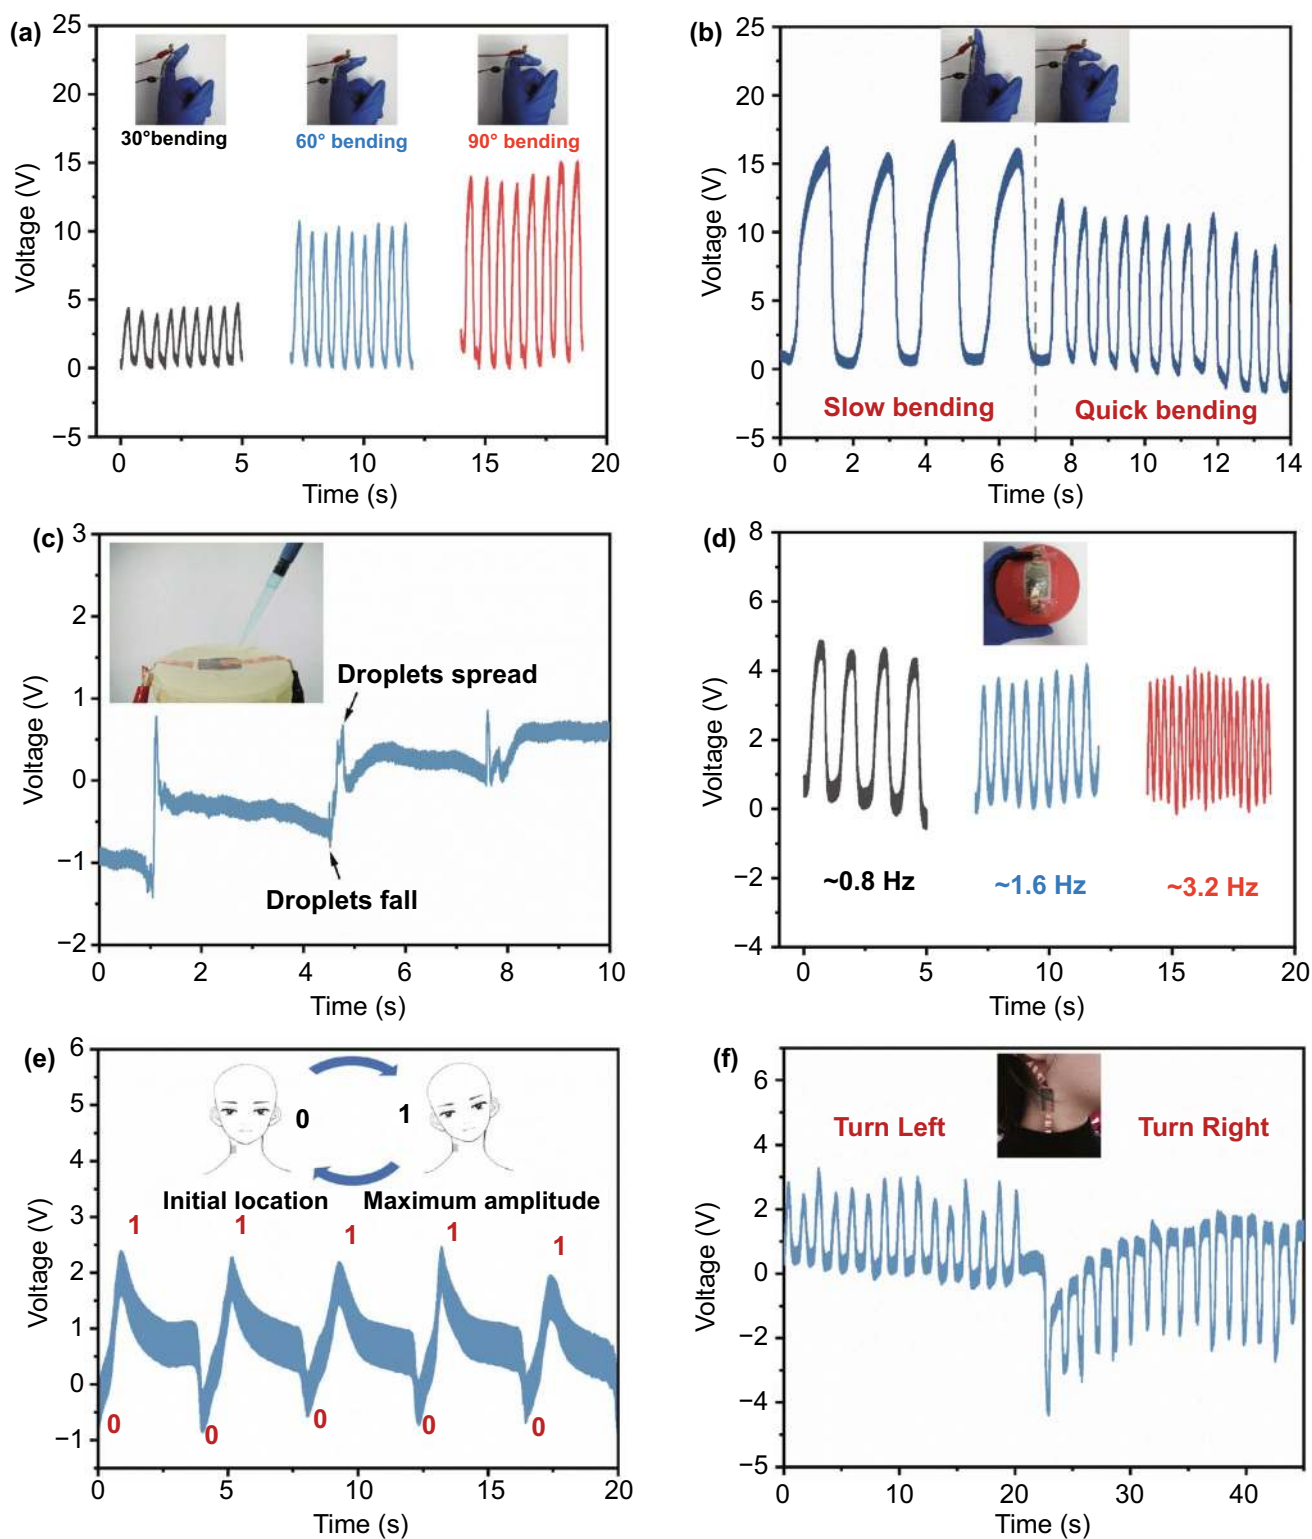 (a)
25
20
15
10
5
0
−5
Voltage (V)
30°bending
60° bending
90° bending
0
5
10
15
20
Time (s)
(b)
25
20
15
10
5
0
−5
Voltage (V)
Slow bending
Quick bending
0
2
4
6
8
10
12
14
Time (s)
(c)
3
2
1
0
−1
−2
Voltage (V)
Droplets spread
Droplets fall
0
2
4
6
8
10
Time (s)
(d)
8
6
4
2
0
−2
−4
Voltage (V)
~0.8 Hz
~1.6 Hz
~3.2 Hz
0
5
10
15
20
Time (s)
(e)
6
5
4
3
2
1
0
−1
Voltage (V)
0
1
Initial location
Maximum amplitude
1
1
1
1
1
0
0
0
0
0
0
5
10
15
20
Time (s)
(f)
6
4
2
0
−2
−4
−5
Voltage (V)
Turn Left
Turn Right
0
10
20
30
40
Time (s)